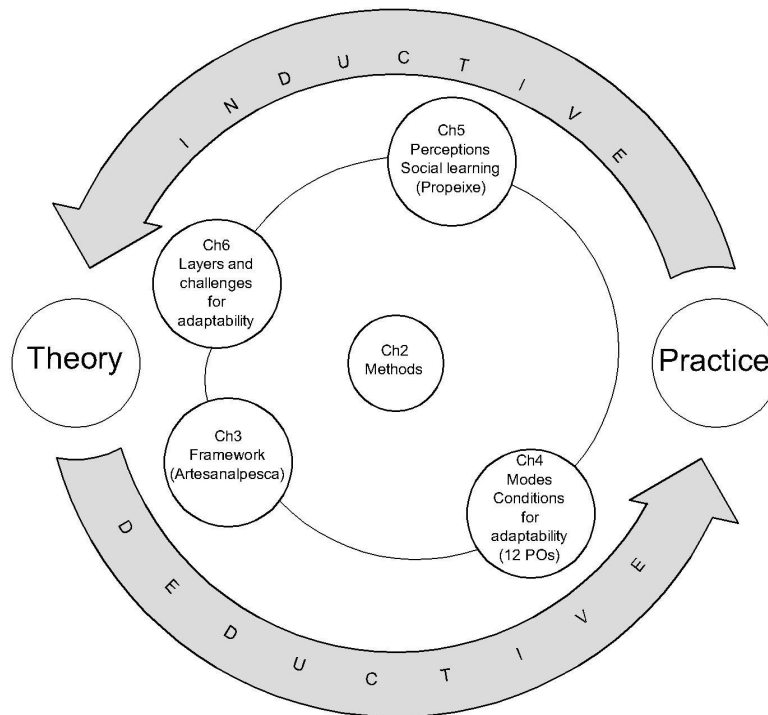 INDUCTIVE
Ch5
Perceptions
Social learning
(Propeixe)
Ch6
Layers and
challenges
for
adaptability
Theory
Ch2
Methods
Practice
Ch3
Framework
(Artesanalpesca)
Ch4
Modes
Conditions
for
adaptability
(12 POs)
DEDUCTIVE